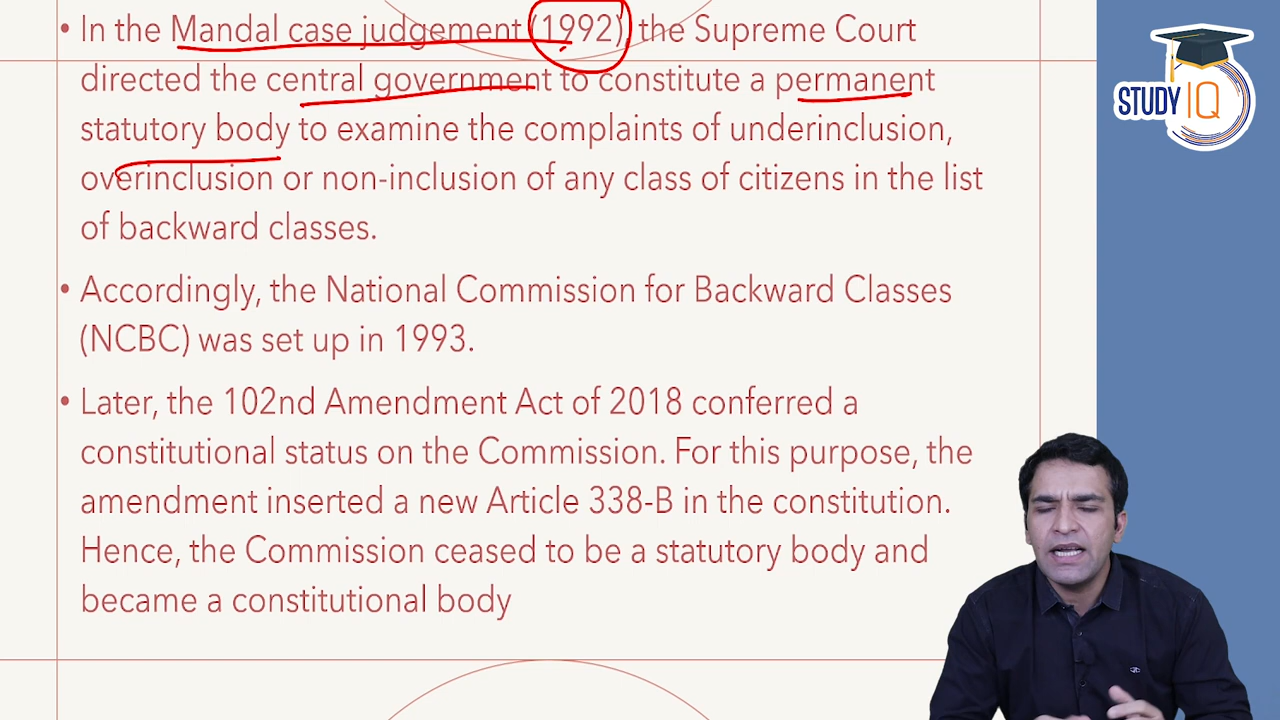 • In the Mandal case judgement (1992), the Supreme Court
directed the central government to constitute a permanent
statutory body to examine the complaints of underinclusion,
overinclusion or non-inclusion of any class of citizens in the list
of backward classes.
• Accordingly, the National Commission for Backward Classes
(NCBC) was set up in 1993.
• Later, the 102nd Amendment Act of 2018 conferred a
constitutional status on the Commission. For this purpose, the
amendment inserted a new Article 338-B in the constitution.
Hence, the Commission ceased to be a statutory body and
became a constitutional body
STUDY IQ